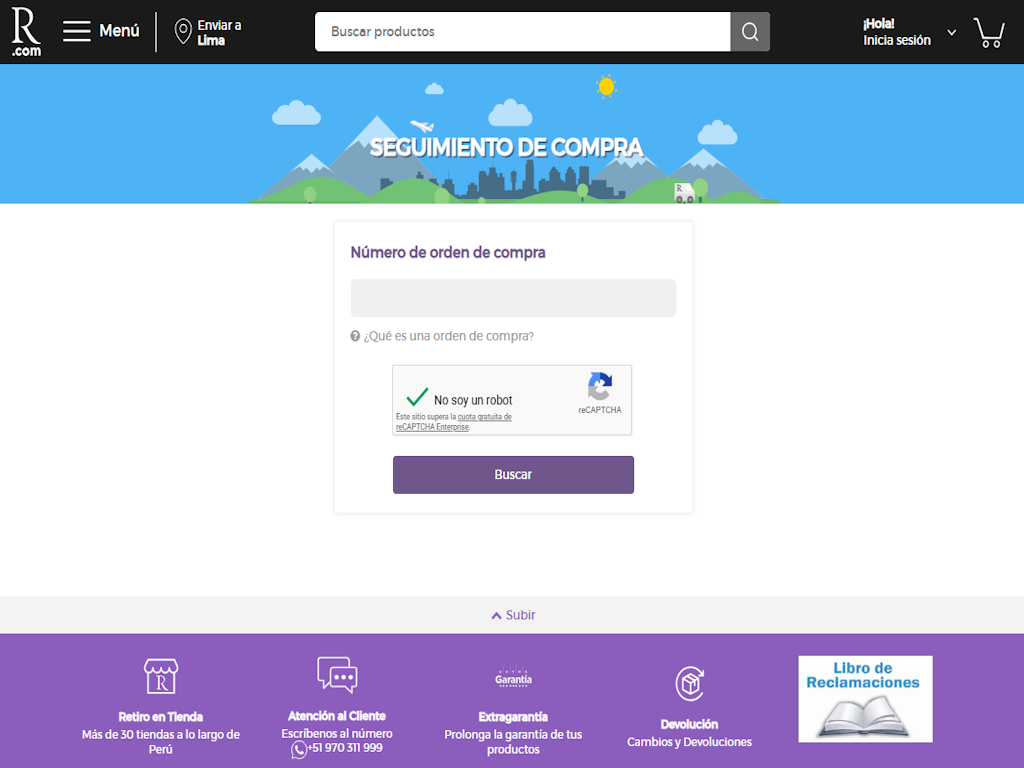 R
.com
Menú
Enviar a
Lima
Buscar productos
¡Hola!
Inicia sesión
SEGUIMIENTO DE COMPRA
R
Número de orden de compra
¿Qué es una orden de compra?
No soy un robot
Este sitio supera la cuota gratuita de
reCAPTCHA Enterprise.
reCAPTCHA
Buscar
Subir
R
Retiro en Tienda
Más de 30 tiendas a lo largo de
Perú
Atención al Cliente
Escríbenos al número
+51 970 311 999
Garantía
Extragarantía
Prolonga la garantía de tus
productos
Devolución
Cambios y Devoluciones
Libro de
Reclamaciones